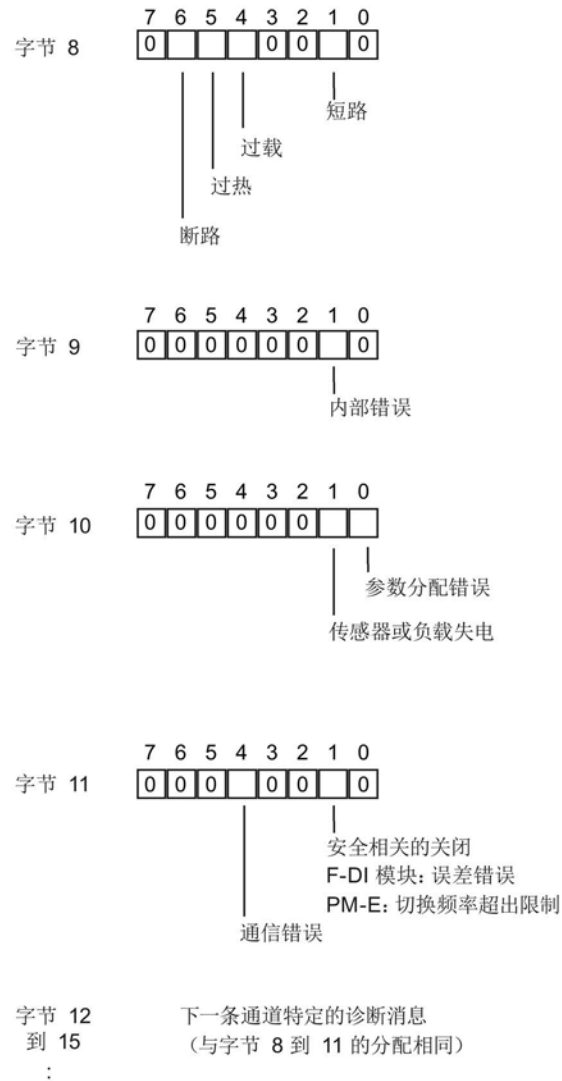 7 6 5 4 3 2 1 0
字节 8 0 0 0 0
短路
过载
过热
断路
7 6 5 4 3 2 1 0
字节 9 0 0 0 0 0 0 0
内部错误
7 6 5 4 3 2 1 0
字节 10 0 0 0 0 0 0
参数分配错误
传感器或负载失电
7 6 5 4 3 2 1 0
字节 11 0 0 0 0 0 0
安全相关的关闭
F-DI 模块: 误差错误
PM-E: 切换频率超出限制
通信错误
字节 12 下一条通道特定的诊断消息
到 15 （与字节 8 到 11 的分配相同）
: